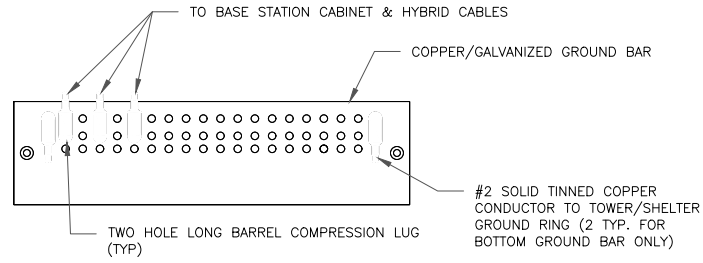 TO BASE STATION CABINET & HYBRID CABLES
COPPER/GALVANIZED GROUND BAR
#2 SOLID TINNED COPPER
CONDUCTOR TO TOWER/SHELTER
GROUND RING (2 TYP. FOR
BOTTOM GROUND BAR ONLY)
TWO HOLE LONG BARREL COMPRESSION LUG
(TYP)